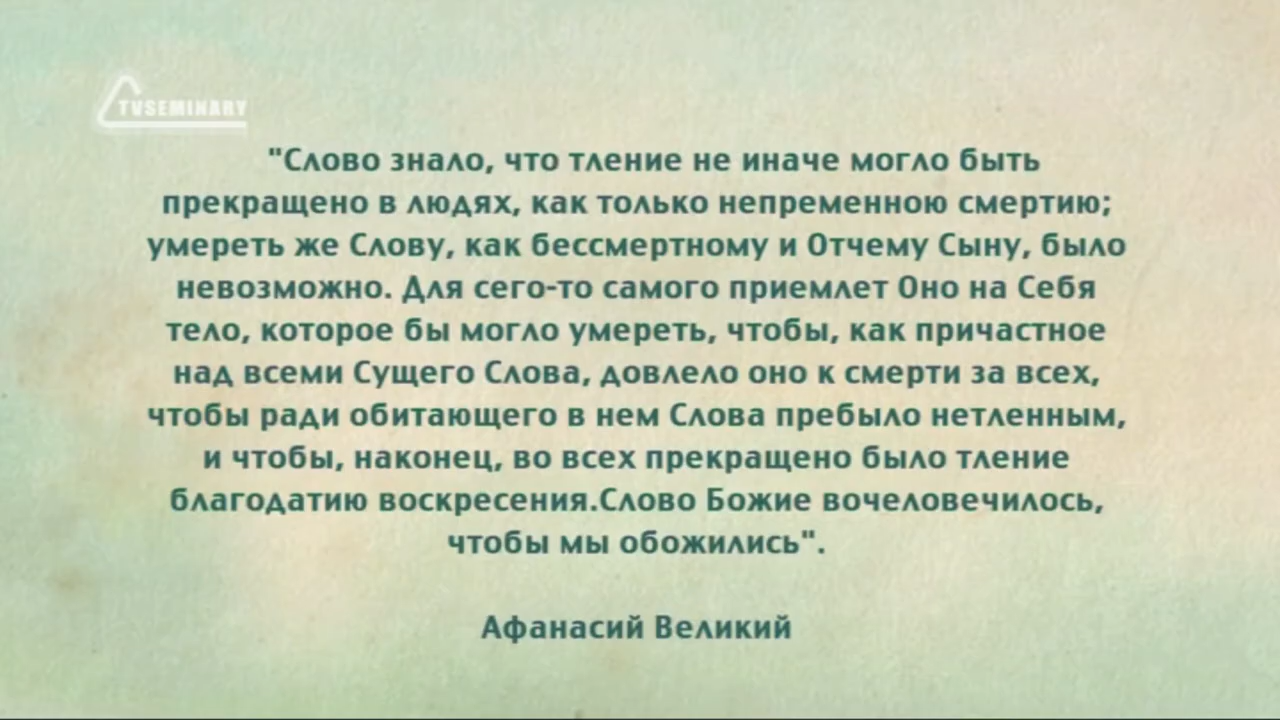 TVSEMINARY
"Слово знало, что тление не иначе могло быть
прекращено в людях, как только непременною смертию;
умереть же Слову, как бессмертному и Отчему Сыну, было
невозможно. Для сего-то самого приемлет Оно на Себя
тело, которое бы могло умереть, чтобы, как причастное
над всеми Сущего Слова, довлело оно к смерти за всех,
чтобы ради обитающего в нем Слова пребыло нетленным,
и чтобы, наконец, во всех прекращено было тление
благодатию воскресения.Слово Божие вочеловечилось,
чтобы мы обожились".
Афанасий Великий